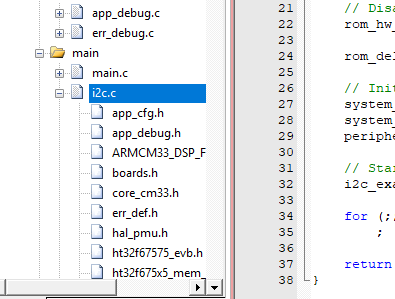 app_debug.c
err_debug.c
main
main.c
i2c.c
app_cfg.h
app_debug.h
ARMCM33_DSP_F
boards.h
core_cm33.h
err_def.h
hal_pmu.h
ht32f67575_evb.h
ht32f675x5_mem
21 // Disa
22 rom_hw_
23
24 rom_del
25
26 // Init
27 system_
28 system_
29 periphe
30
31 // Star
32 i2c_exa
33
34 for (;;
35 ;
36
37 return
38 }